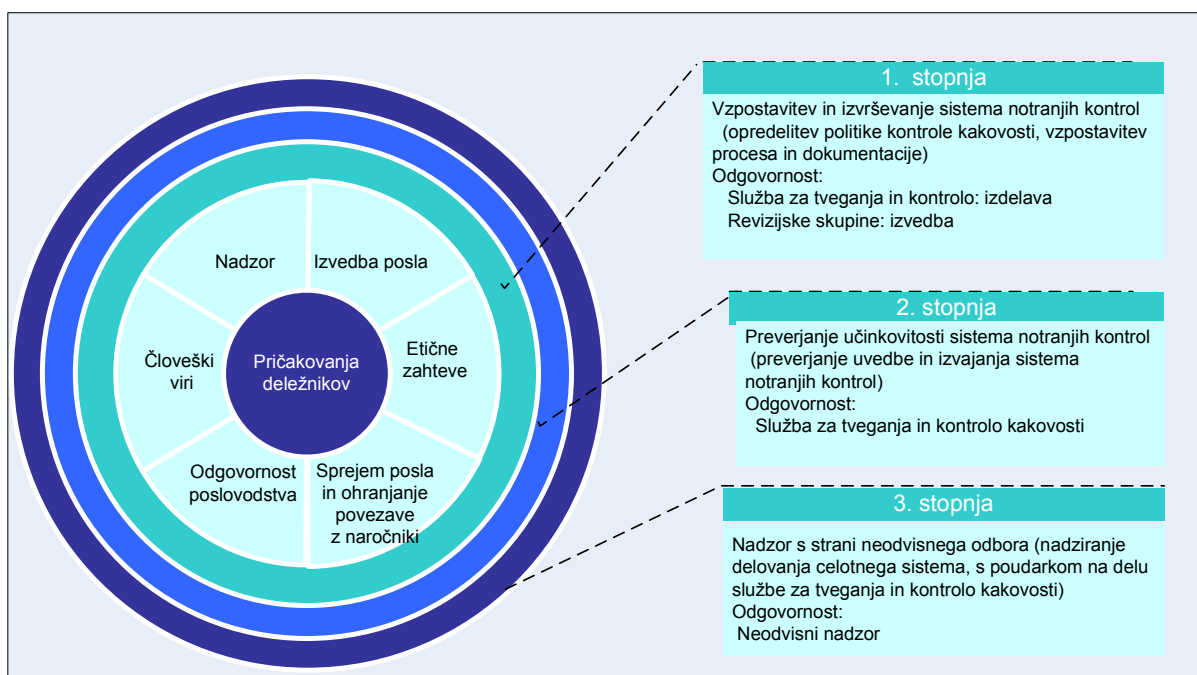 Nadzor
Izvedba posla
Etične
zahteve
Sprejem posla
in ohranjanje
povezave
z naročniki
Odgovornost
poslovodstva
Človeški
viri
Pričakovanja
deležnikov
1. stopnja
Vzpostavitev in izvrševanje sistema notranjih kontrol
(opredelitev politike kontrole kakovosti, vzpostavitev
procesa in dokumentacije)
Odgovornost:
Služba za tveganja in kontrolo: izdelava
Revizijske skupine: izvedba
2. stopnja
Preverjanje učinkovitosti sistema notranjih kontrol
(preverjanje uvedbe in izvajanja sistema
notranjih kontrol)
Odgovornost:
Služba za tveganja in kontrolo kakovosti
3. stopnja
Nadzor s strani neodvisnega odbora (nadziranje
delovanja celotnega sistema, s poudarkom na delu
službe za tveganja in kontrolo kakovosti)
Odgovornost:
Neodvisni nadzor